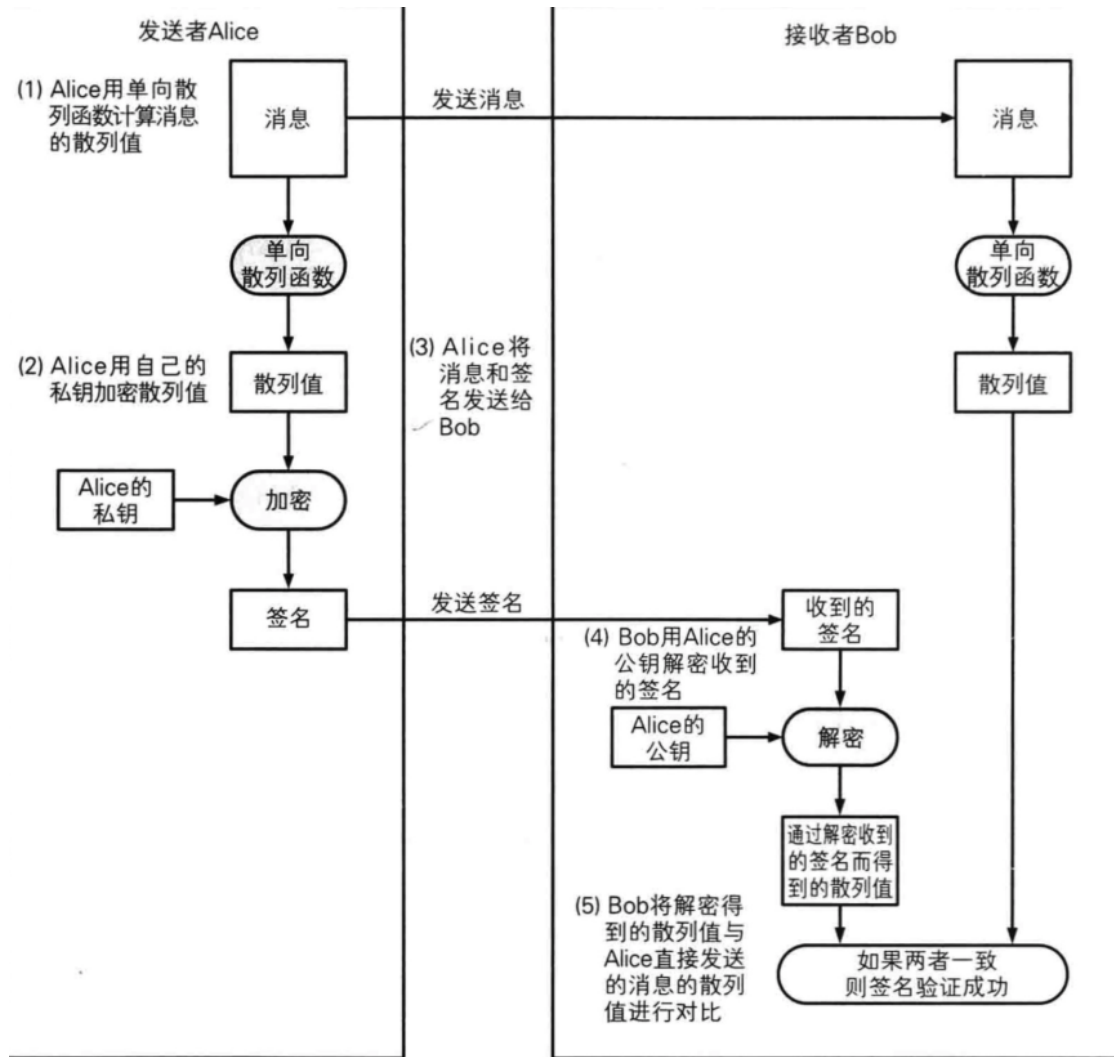 发送者Alice
接收者Bob
(1) Alice用单向散
列函数计算消息
的散列值
消息
发送消息
消息
单向
散列函数
单向
散列函数
(2) Alice用自己的
私钥加密散列值
散列值
(3) Alice将
消息和签
名发送给
Bob
散列值
Alice的
私钥
加密
签名
发送签名
收到的
签名
(4) Bob用Alice的
公钥解密收到
的签名
Alice的
公钥
解密
通过解密收到
的签名而得
到的散列值
(5) Bob将解密得
到的散列值与
Alice直接发送
的消息的散列
值进行对比
如果两者一致
则签名验证成功